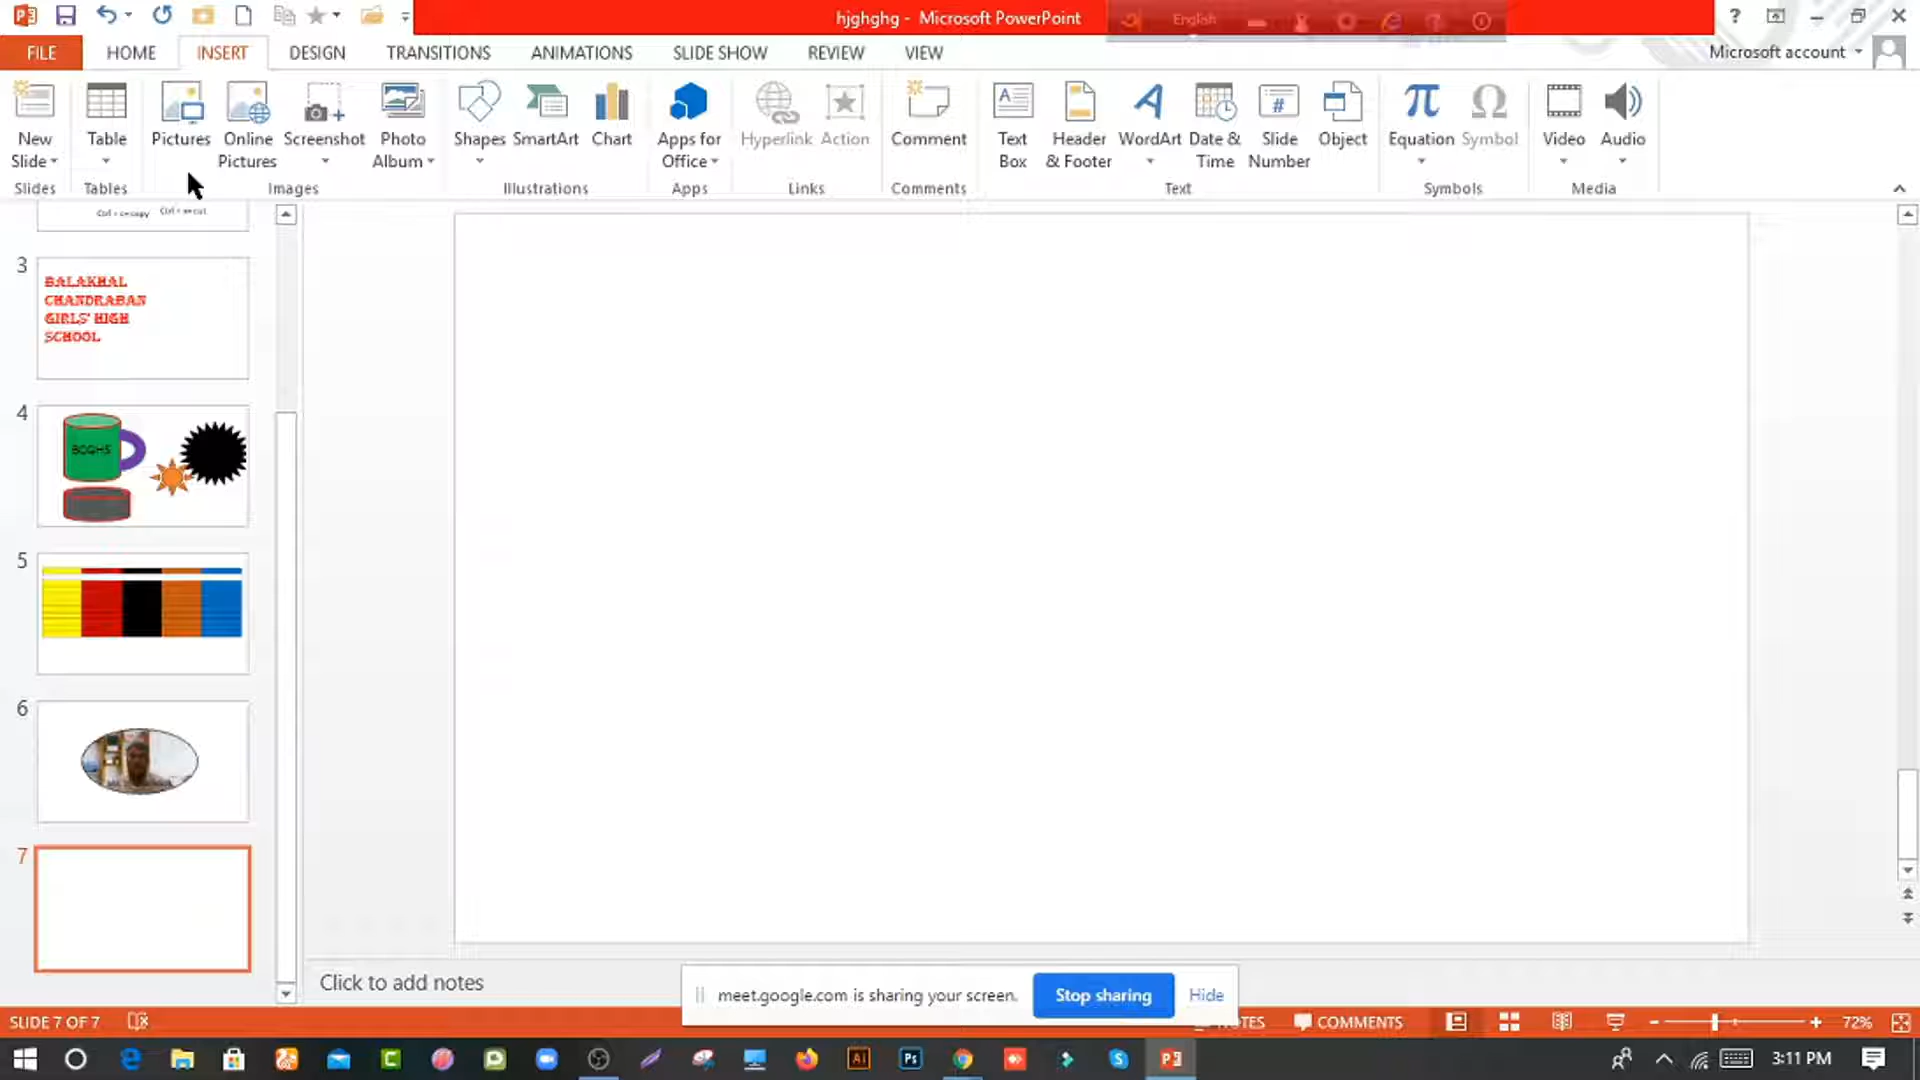 hjghghg - Microsoft PowerPoint
English
?
FILE HOME INSERT DESIGN TRANSITIONS ANIMATIONS SLIDE SHOW REVIEW VIEW
Microsoft account
New Slide
Table
Pictures
Online Pictures
Screenshot
Photo Album
Shapes
SmartArt
Chart
Apps for Office
Hyperlink
Action
Comment
Text Box
Header & Footer
WordArt
Date & Time
Slide Number
Object
Equation
Symbol
Video
Audio
Slides Tables Images Illustrations Apps Links Comments Text Symbols Media
3
BALAKHAL
CHANDRABAN
GIRLS' HIGH
SCHOOL
4
BCGHS
5
6
7
Click to add notes
meet.google.com is sharing your screen.
Stop sharing
Hide
SLIDE 7 OF 7
COMMENTS
72%
3:11 PM